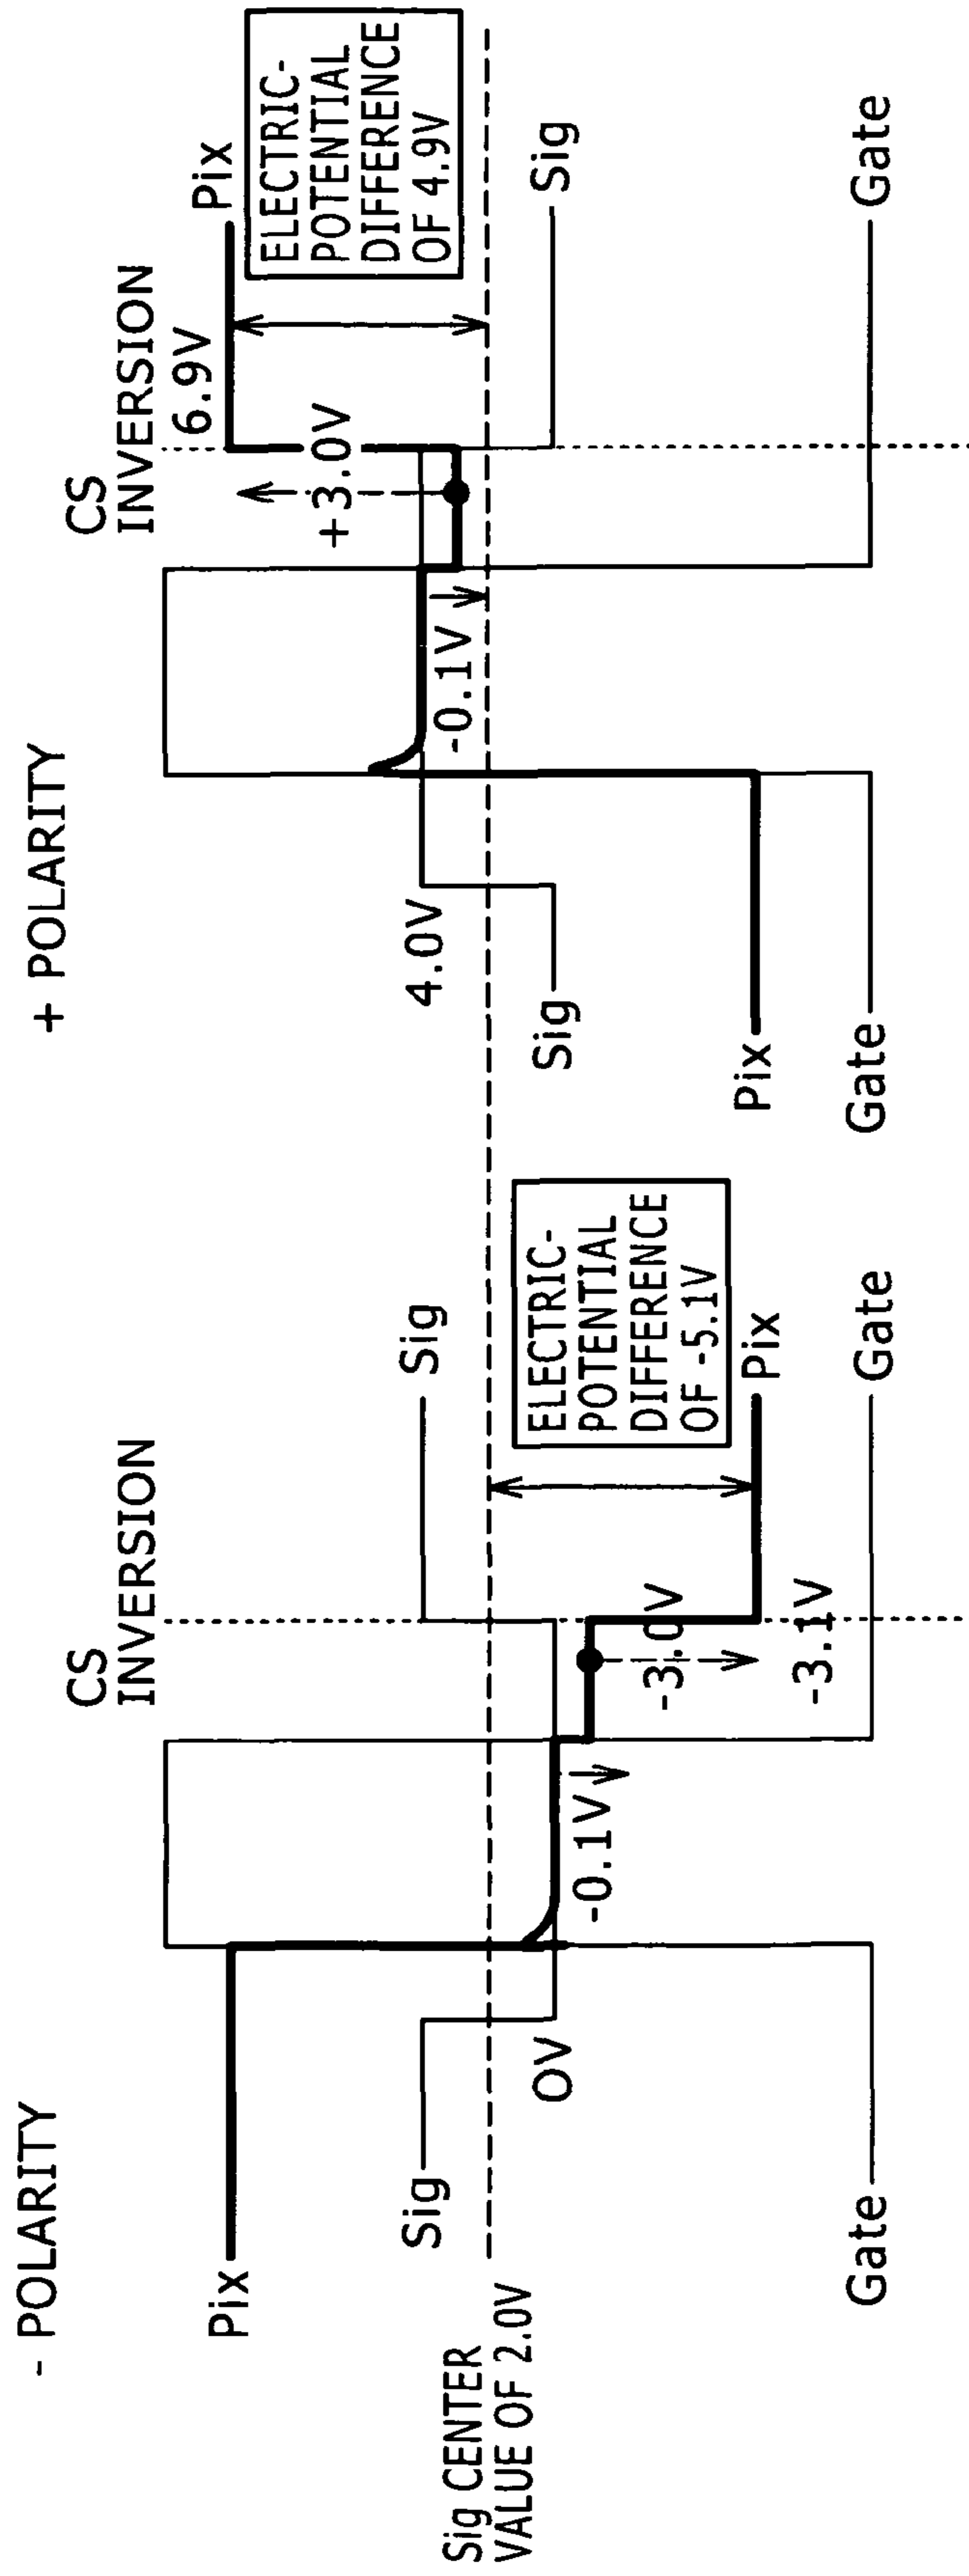 - POLARITY
+ POLARITY
CS
INVERSION
CS
INVERSION
Pix
6.9V
Pix
ELECTRIC-
POTENTIAL
DIFFERENCE
OF 4.9V
+3.0V
Sig
Sig
4.0V
-0.1V
Sig CENTER
VALUE OF 2.0V
0V
-0.1V
ELECTRIC-
POTENTIAL
DIFFERENCE
OF -5.1V
Sig
Sig
-3.0V
Pix
Pix
-3.1V
Gate
Gate
Gate
Gate